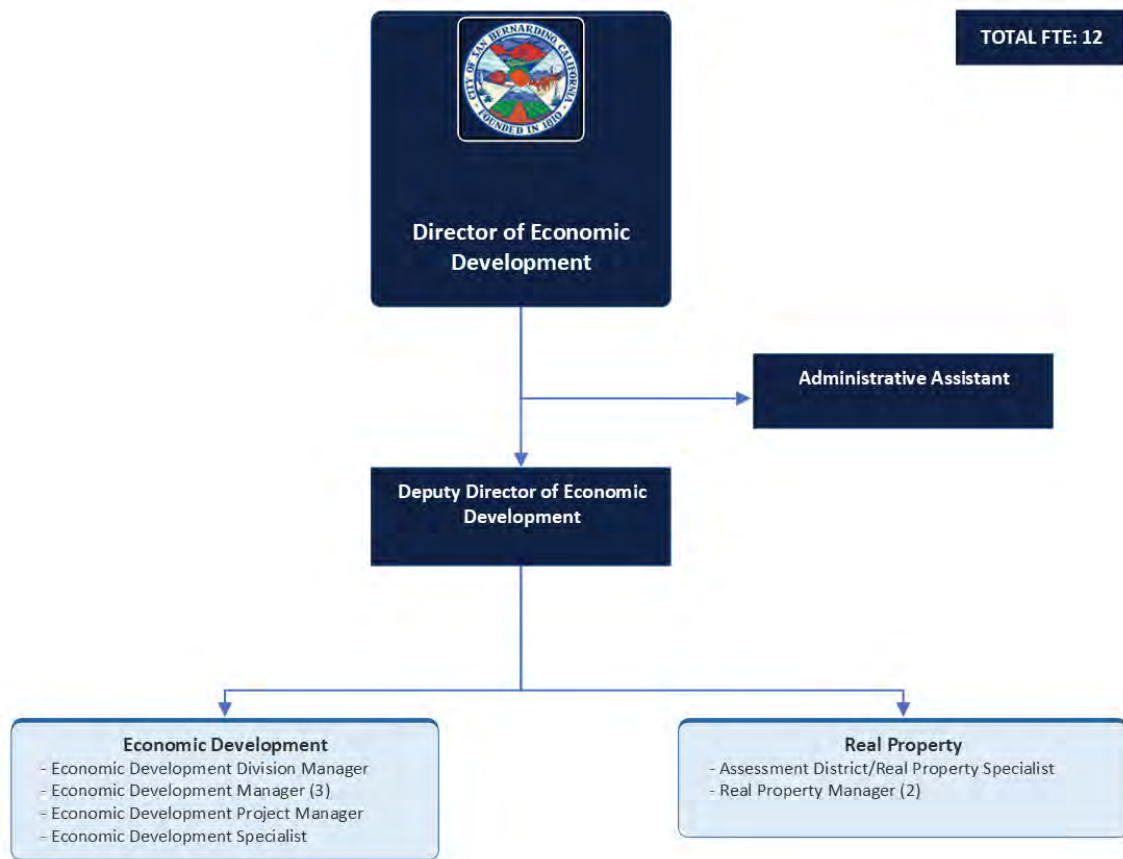 CITY OF SAN BERNARDINO, CALIFORNIA
FOUNDED IN 1810
TOTAL FTE: 12
Director of Economic
Development
Administrative Assistant
Deputy Director of Economic
Development
Economic Development
- Economic Development Division Manager
- Economic Development Manager (3)
- Economic Development Project Manager
- Economic Development Specialist
Real Property
- Assessment District/Real Property Specialist
- Real Property Manager (2)